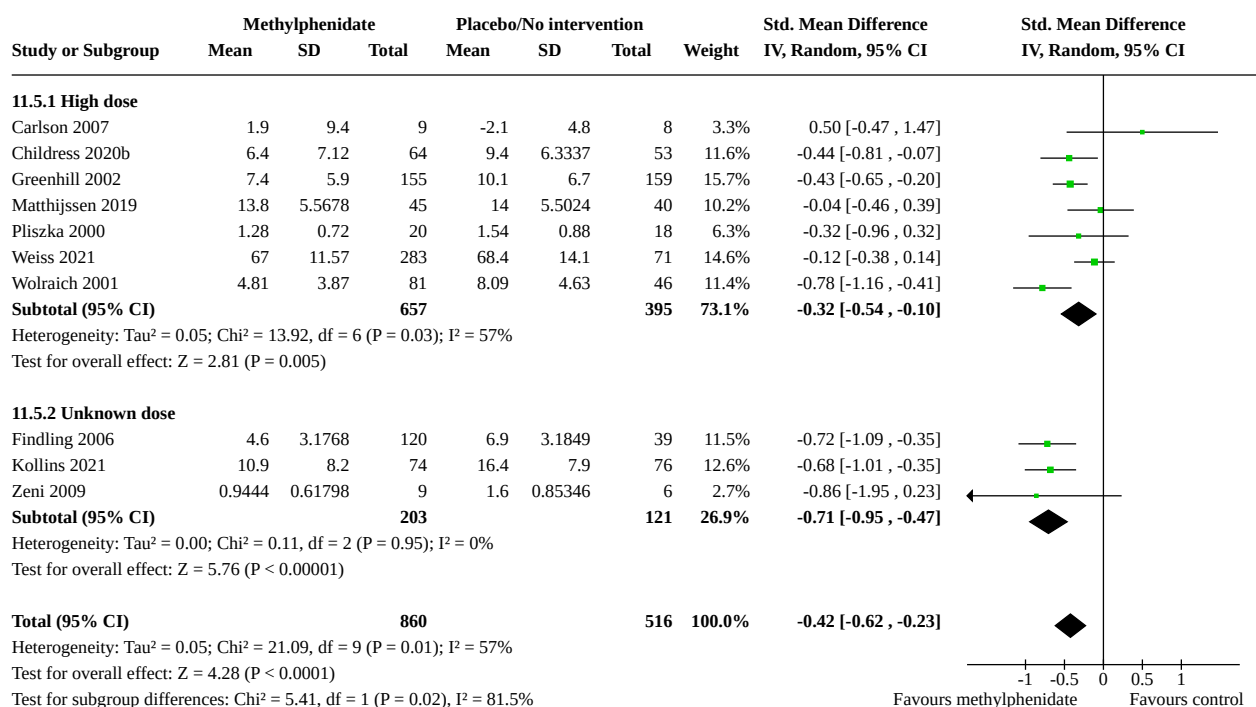 Methylphenidate Placebo/No intervention Std. Mean Difference Std. Mean Difference
Study or Subgroup Mean SD Total Mean SD Total Weight IV, Random, 95% CI IV, Random, 95% CI
11.5.1 High dose
Carlson 2007 1.9 9.4 9 -2.1 4.8 8 3.3% 0.50 [-0.47 , 1.47]
Childress 2020b 6.4 7.12 64 9.4 6.3337 53 11.6% -0.44 [-0.81 , -0.07]
Greenhill 2002 7.4 5.9 155 10.1 6.7 159 15.7% -0.43 [-0.65 , -0.20]
Matthijssen 2019 13.8 5.5678 45 14 5.5024 40 10.2% -0.04 [-0.46 , 0.39]
Pliszka 2000 1.28 0.72 20 1.54 0.88 18 6.3% -0.32 [-0.96 , 0.32]
Weiss 2021 67 11.57 283 68.4 14.1 71 14.6% -0.12 [-0.38 , 0.14]
Wolraich 2001 4.81 3.87 81 8.09 4.63 46 11.4% -0.78 [-1.16 , -0.41]
Subtotal (95% CI) 657 395 73.1% -0.32 [-0.54 , -0.10]
Heterogeneity: Tau² = 0.05; Chi² = 13.92, df = 6 (P = 0.03); I² = 57%
Test for overall effect: Z = 2.81 (P = 0.005)
11.5.2 Unknown dose
Findling 2006 4.6 3.1768 120 6.9 3.1849 39 11.5% -0.72 [-1.09 , -0.35]
Kollins 2021 10.9 8.2 74 16.4 7.9 76 12.6% -0.68 [-1.01 , -0.35]
Zeni 2009 0.9444 0.61798 9 1.6 0.85346 6 2.7% -0.86 [-1.95 , 0.23]
Subtotal (95% CI) 203 121 26.9% -0.71 [-0.95 , -0.47]
Heterogeneity: Tau² = 0.00; Chi² = 0.11, df = 2 (P = 0.95); I² = 0%
Test for overall effect: Z = 5.76 (P < 0.00001)
Total (95% CI) 860 516 100.0% -0.42 [-0.62 , -0.23]
Heterogeneity: Tau² = 0.05; Chi² = 21.09, df = 9 (P = 0.01); I² = 57%
Test for overall effect: Z = 4.28 (P < 0.0001) -1 -0.5 0 0.5 1
Test for subgroup differences: Chi² = 5.41, df = 1 (P = 0.02), I² = 81.5% Favours methylphenidate Favours control